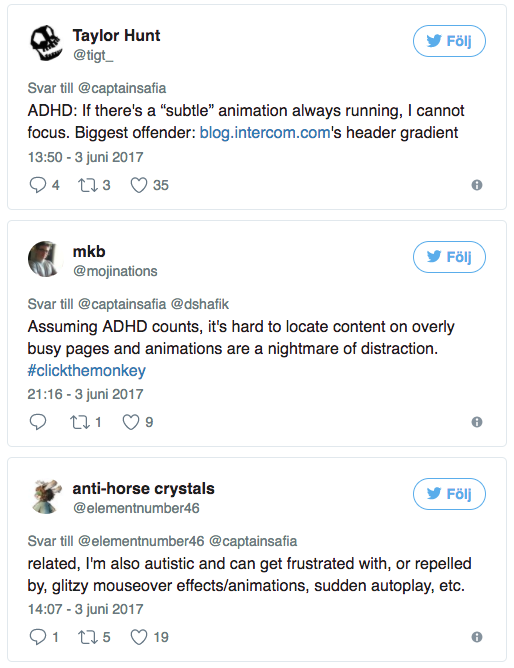 Taylor Hunt
@tigt_
Följ
Svar till @captainsafia
ADHD: If there's a “subtle” animation always running, I cannot
focus. Biggest offender: blog.intercom.com's header gradient
13:50 - 3 juni 2017
4 3 35
mkb
@mojinations
Följ
Svar till @captainsafia @dshafik
Assuming ADHD counts, it's hard to locate content on overly
busy pages and animations are a nightmare of distraction.
#clickthemonkey
21:16 - 3 juni 2017
1 9
anti-horse crystals
@elementnumber46
Följ
Svar till @elementnumber46 @captainsafia
related, I'm also autistic and can get frustrated with, or repelled
by, glitzy mouseover effects/animations, sudden autoplay, etc.
14:07 - 3 juni 2017
1 5 19